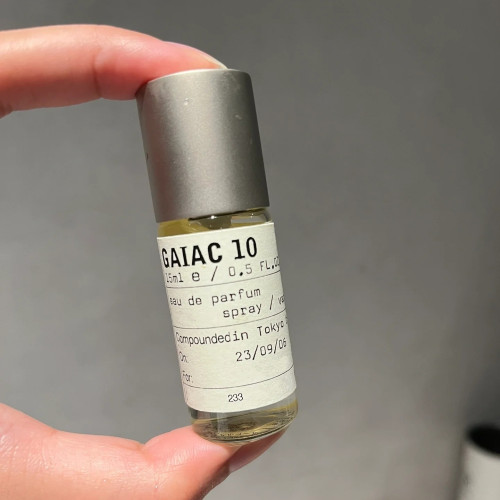 GAIAC 10
15ml e / 0.5 FL.
eau de parfum
spray /
Compoundedin Tokyo
On: 23/09/06
For:
233